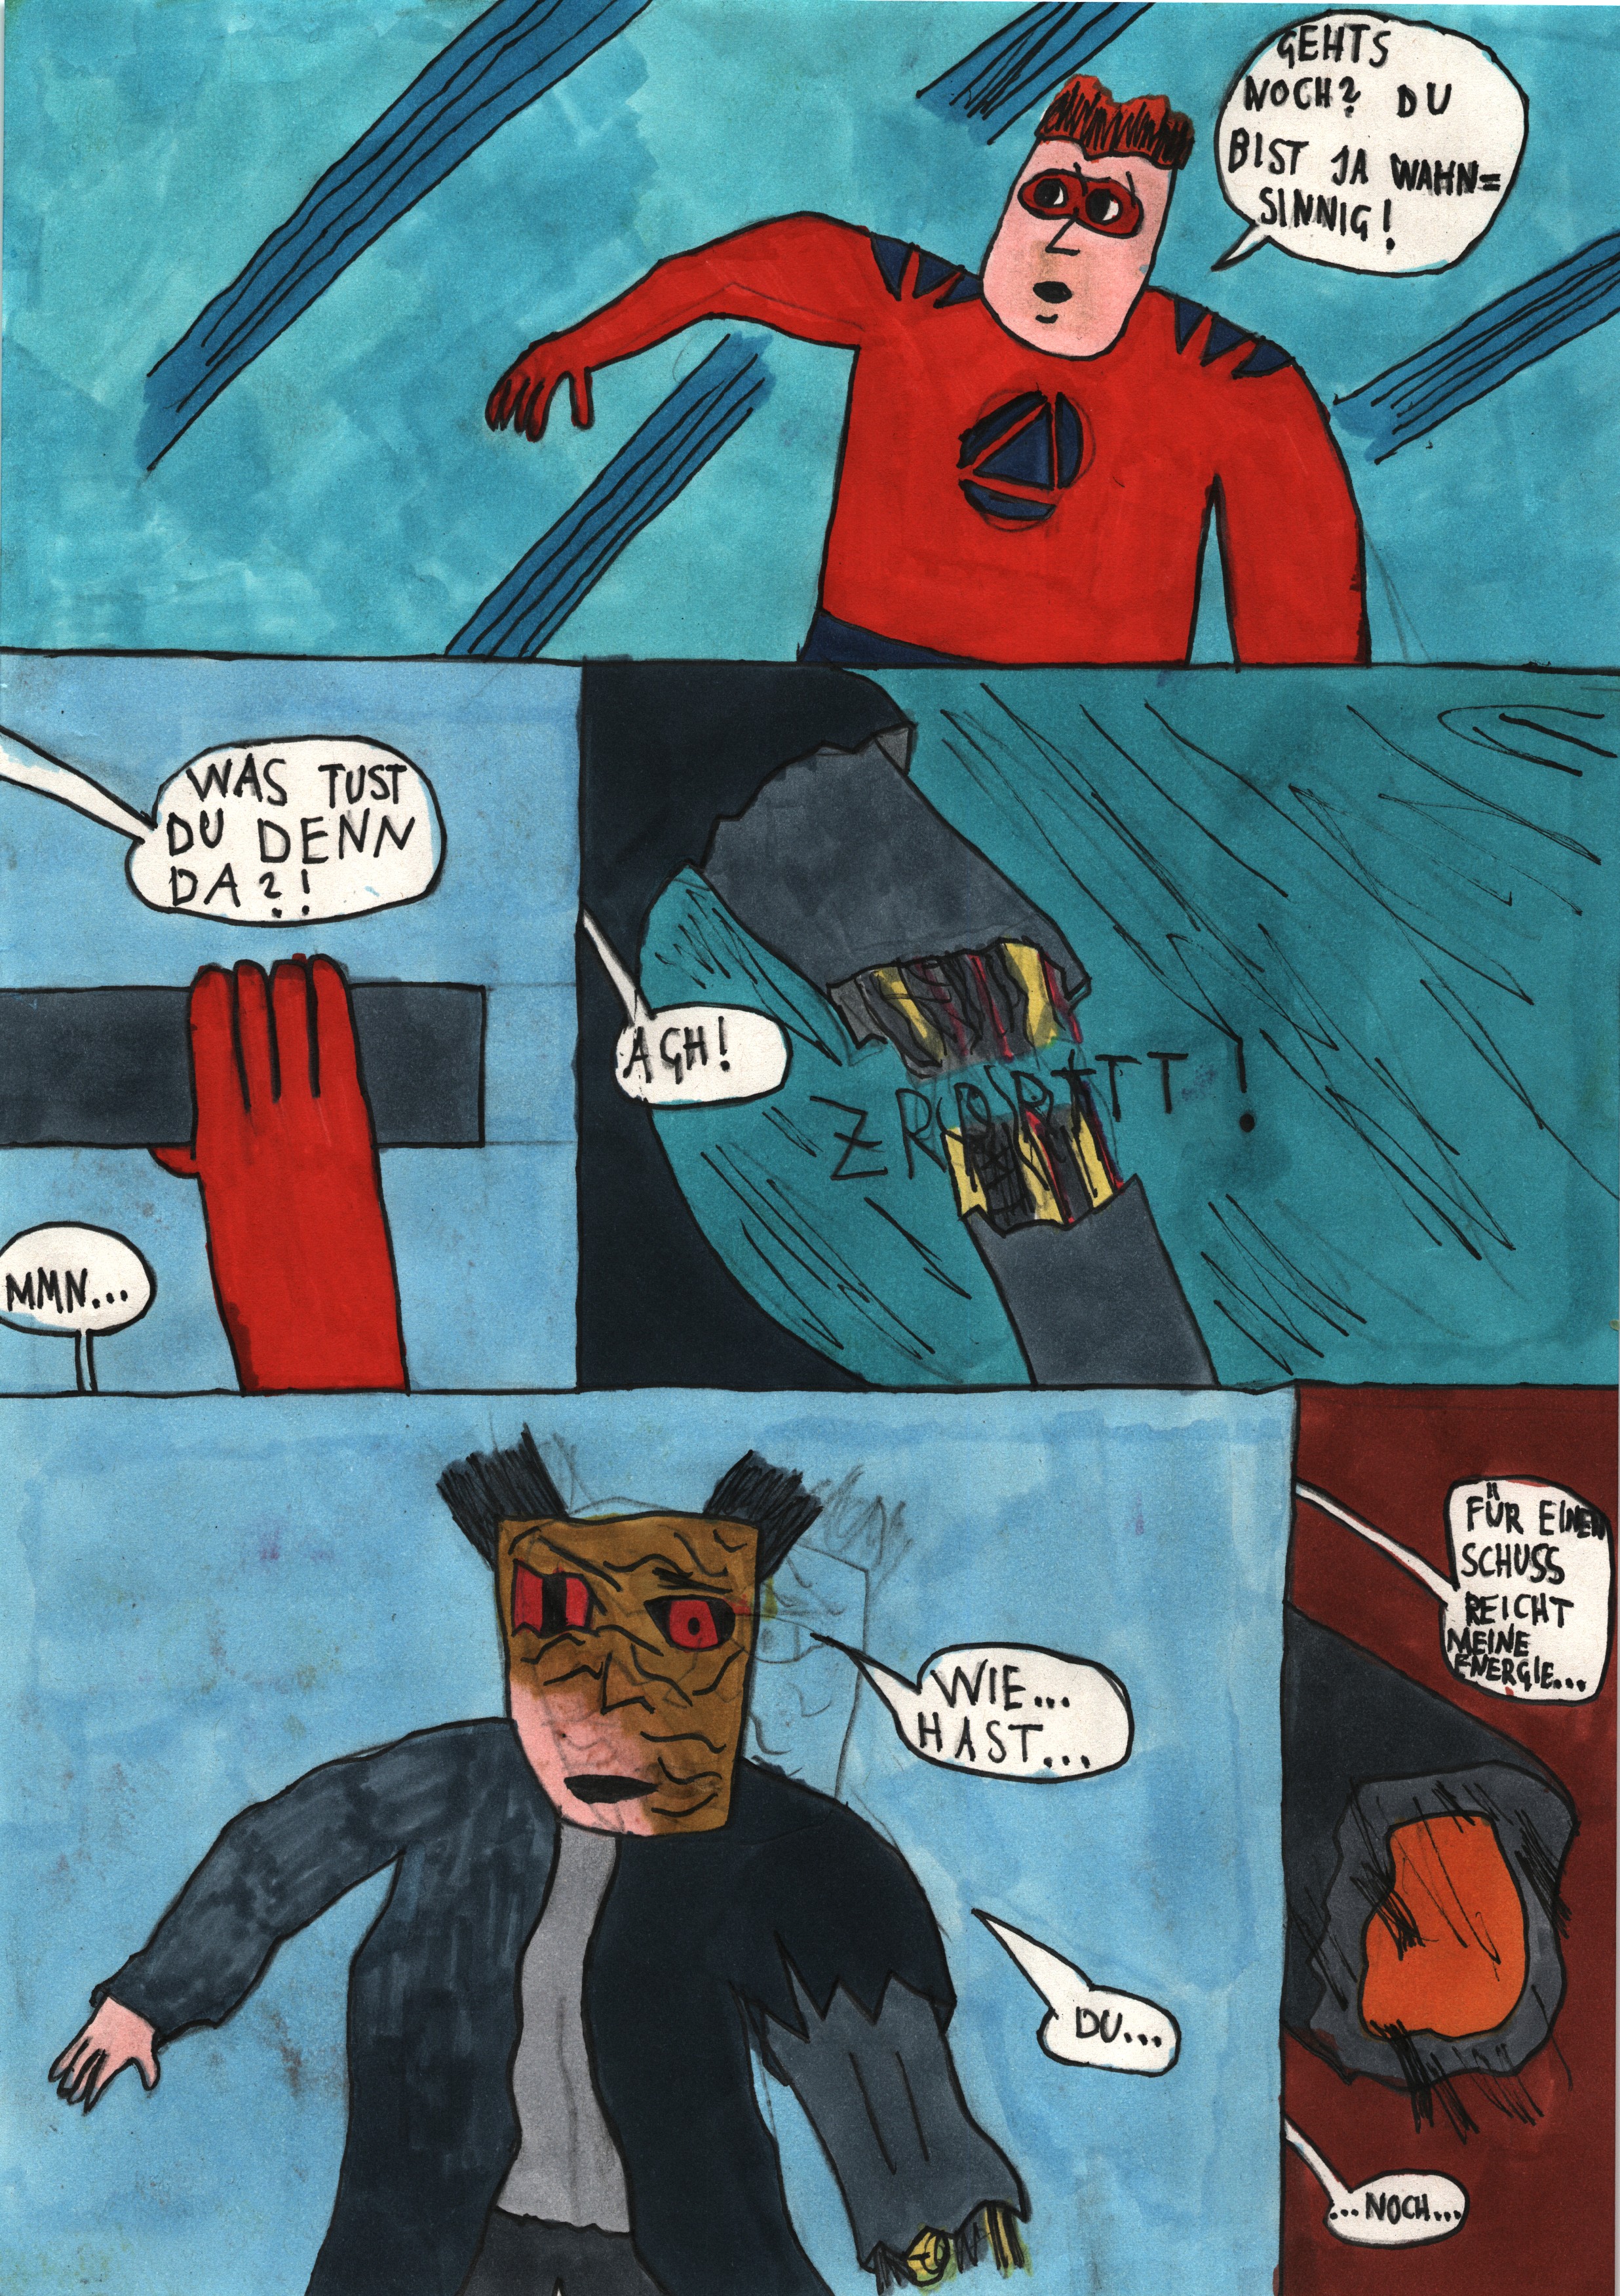 GEHTS
NOCH? DU
BIST JA WAHN=
SINNIG!
WAS TUST
DU DENN
DA?!
MMN...
AGH!
WIE...
HAST...
DU...
FÜR EINEN
SCHUSS
REICHT
MEINE
ENERGIE...
...NOCH...